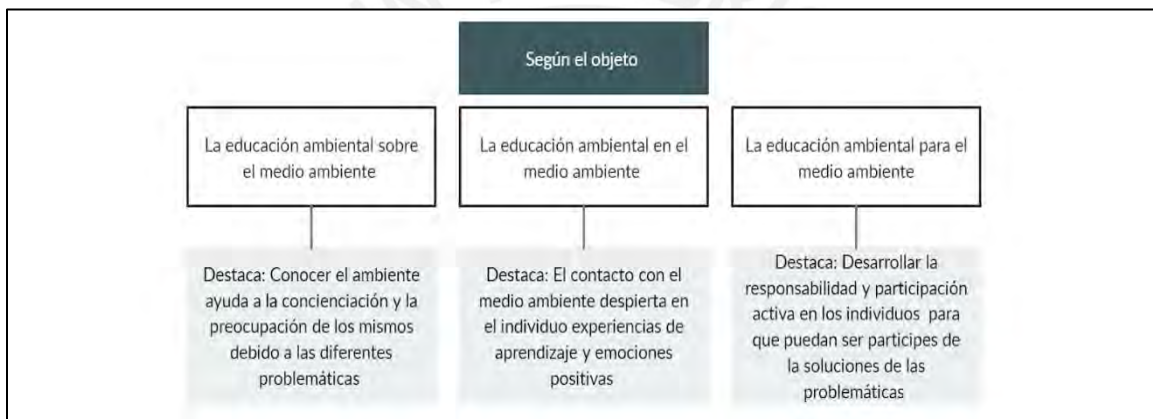 Según el objeto
La educación ambiental sobre
el medio ambiente
La educación ambiental en el
medio ambiente
La educación ambiental para el
medio ambiente
Destaca: Conocer el ambiente
ayuda a la concienciación y la
preocupación de los mismos
debido a las diferentes
problemáticas
Destaca: El contacto con el
medio ambiente despierta en
el individuo experiencias de
aprendizaje y emociones
positivas
Destaca: Desarrollar la
responsabilidad y participación
activa en los individuos para
que puedan ser participes de
la soluciones de las
problemáticas